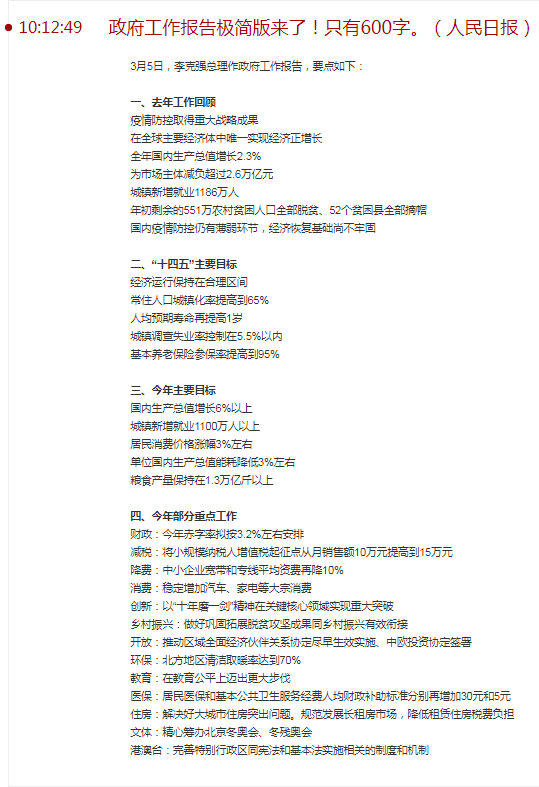 10:12:49 政府工作报告极简版来了！只有600字。（人民日报）
3月5日，李克强总理作政府工作报告，要点如下：
一、去年工作回顾
疫情防控取得重大战略成果
在全球主要经济体中唯一实现经济正增长
全年国内生产总值增长2.3%
为市场主体减负超过2.6万亿元
城镇新增就业1186万人
年初剩余的551万农村贫困人口全部脱贫、52个贫困县全部摘帽
国内疫情防控仍有薄弱环节，经济恢复基础尚不牢固
二、“十四五”主要目标
经济运行保持在合理区间
常住人口城镇化率提高到65%
人均预期寿命再提高1岁
城镇调查失业率控制在5.5%以内
基本养老保险参保率提高到95%
三、今年主要目标
国内生产总值增长6%以上
城镇新增就业1100万人以上
居民消费价格涨幅3%左右
单位国内生产总值能耗降低3%左右
粮食产量保持在1.3万亿斤以上
四、今年部分重点工作
财政：今年赤字率拟按3.2%左右安排
减税：将小规模纳税人增值税起征点从月销售额10万元提高到15万元
降费：中小企业宽带和专线平均资费再降10%
消费：稳定增加汽车、家电等大宗消费
创新：以“十年磨一剑”精神在关键核心领域实现重大突破
乡村振兴：做好巩固拓展脱贫攻坚成果同乡村振兴有效衔接
开放：推动区域全面经济伙伴关系协定尽早生效实施、中欧投资协定签署
环保：北方地区清洁取暖率达到70%
教育：在教育公平上迈出更大步伐
医保：居民医保和基本公共卫生服务经费人均财政补助标准分别再增加30元和5元
住房：解决好大城市住房突出问题。规范发展长租房市场，降低租赁住房税费负担
文体：精心筹办北京冬奥会、冬残奥会
港澳台：完善特别行政区同宪法和基本法实施相关的制度和机制